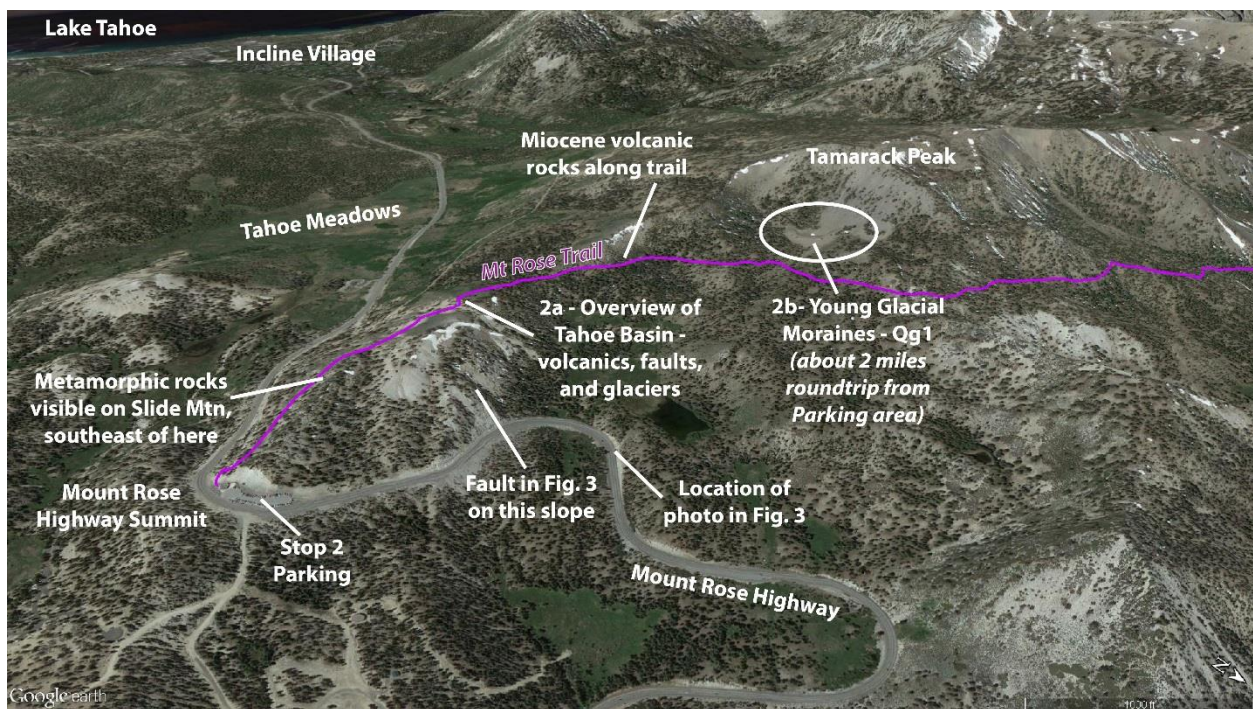 Lake Tahoe
Incline Village
Miocene volcanic
rocks along trail
Tamarack Peak
Tahoe Meadows
Mt Rose Trail
2a - Overview of
Tahoe Basin -
volcanics, faults,
and glaciers
2b- Young Glacial
Moraines - Qg1
(about 2 miles
roundtrip from
Parking area)
Metamorphic rocks
visible on Slide Mtn,
southeast of here
Mount Rose
Highway Summit
Fault in Fig. 3
on this slope
Location of
photo in Fig. 3
Stop 2
Parking
Mount Rose Highway
N
Google earth
1000 ft